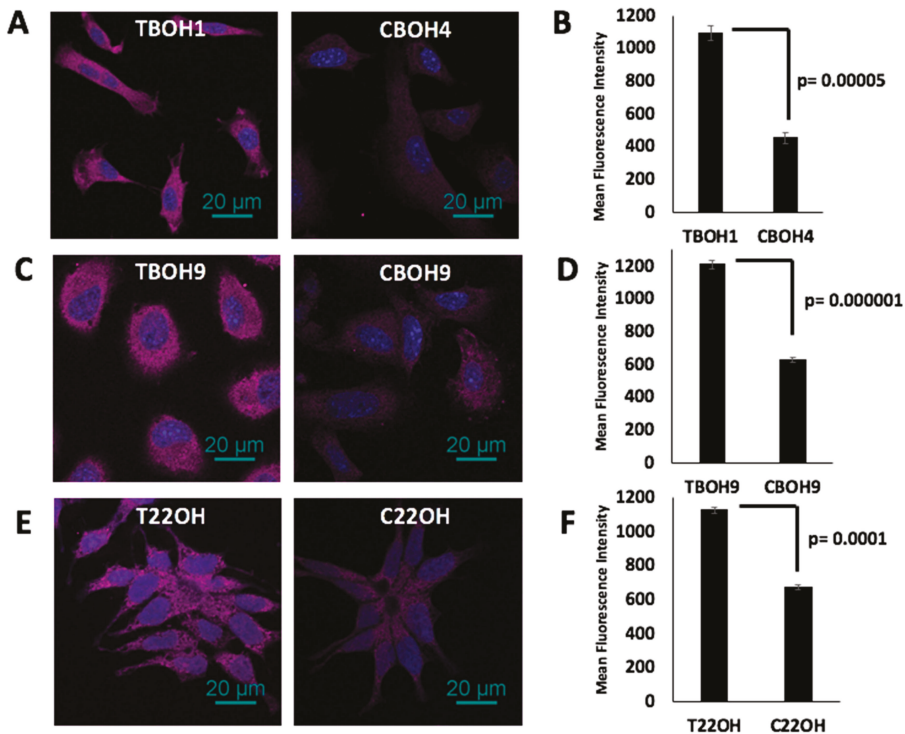 A
TBOH1
CBOH4
20 µm
20 µm
B
Mean Fluorescence Intensity
1200
1000
800
600
400
200
0
p= 0.00005
TBOH1 CBOH4
C
TBOH9
CBOH9
20 µm
20 µm
D
Mean Fluorescence Intensity
1200
1000
800
600
400
200
0
p= 0.000001
TBOH9 CBOH9
E
T22OH
C22OH
20 µm
20 µm
F
Mean Fluorescence Intensity
1200
1000
800
600
400
200
0
p= 0.0001
T22OH C22OH